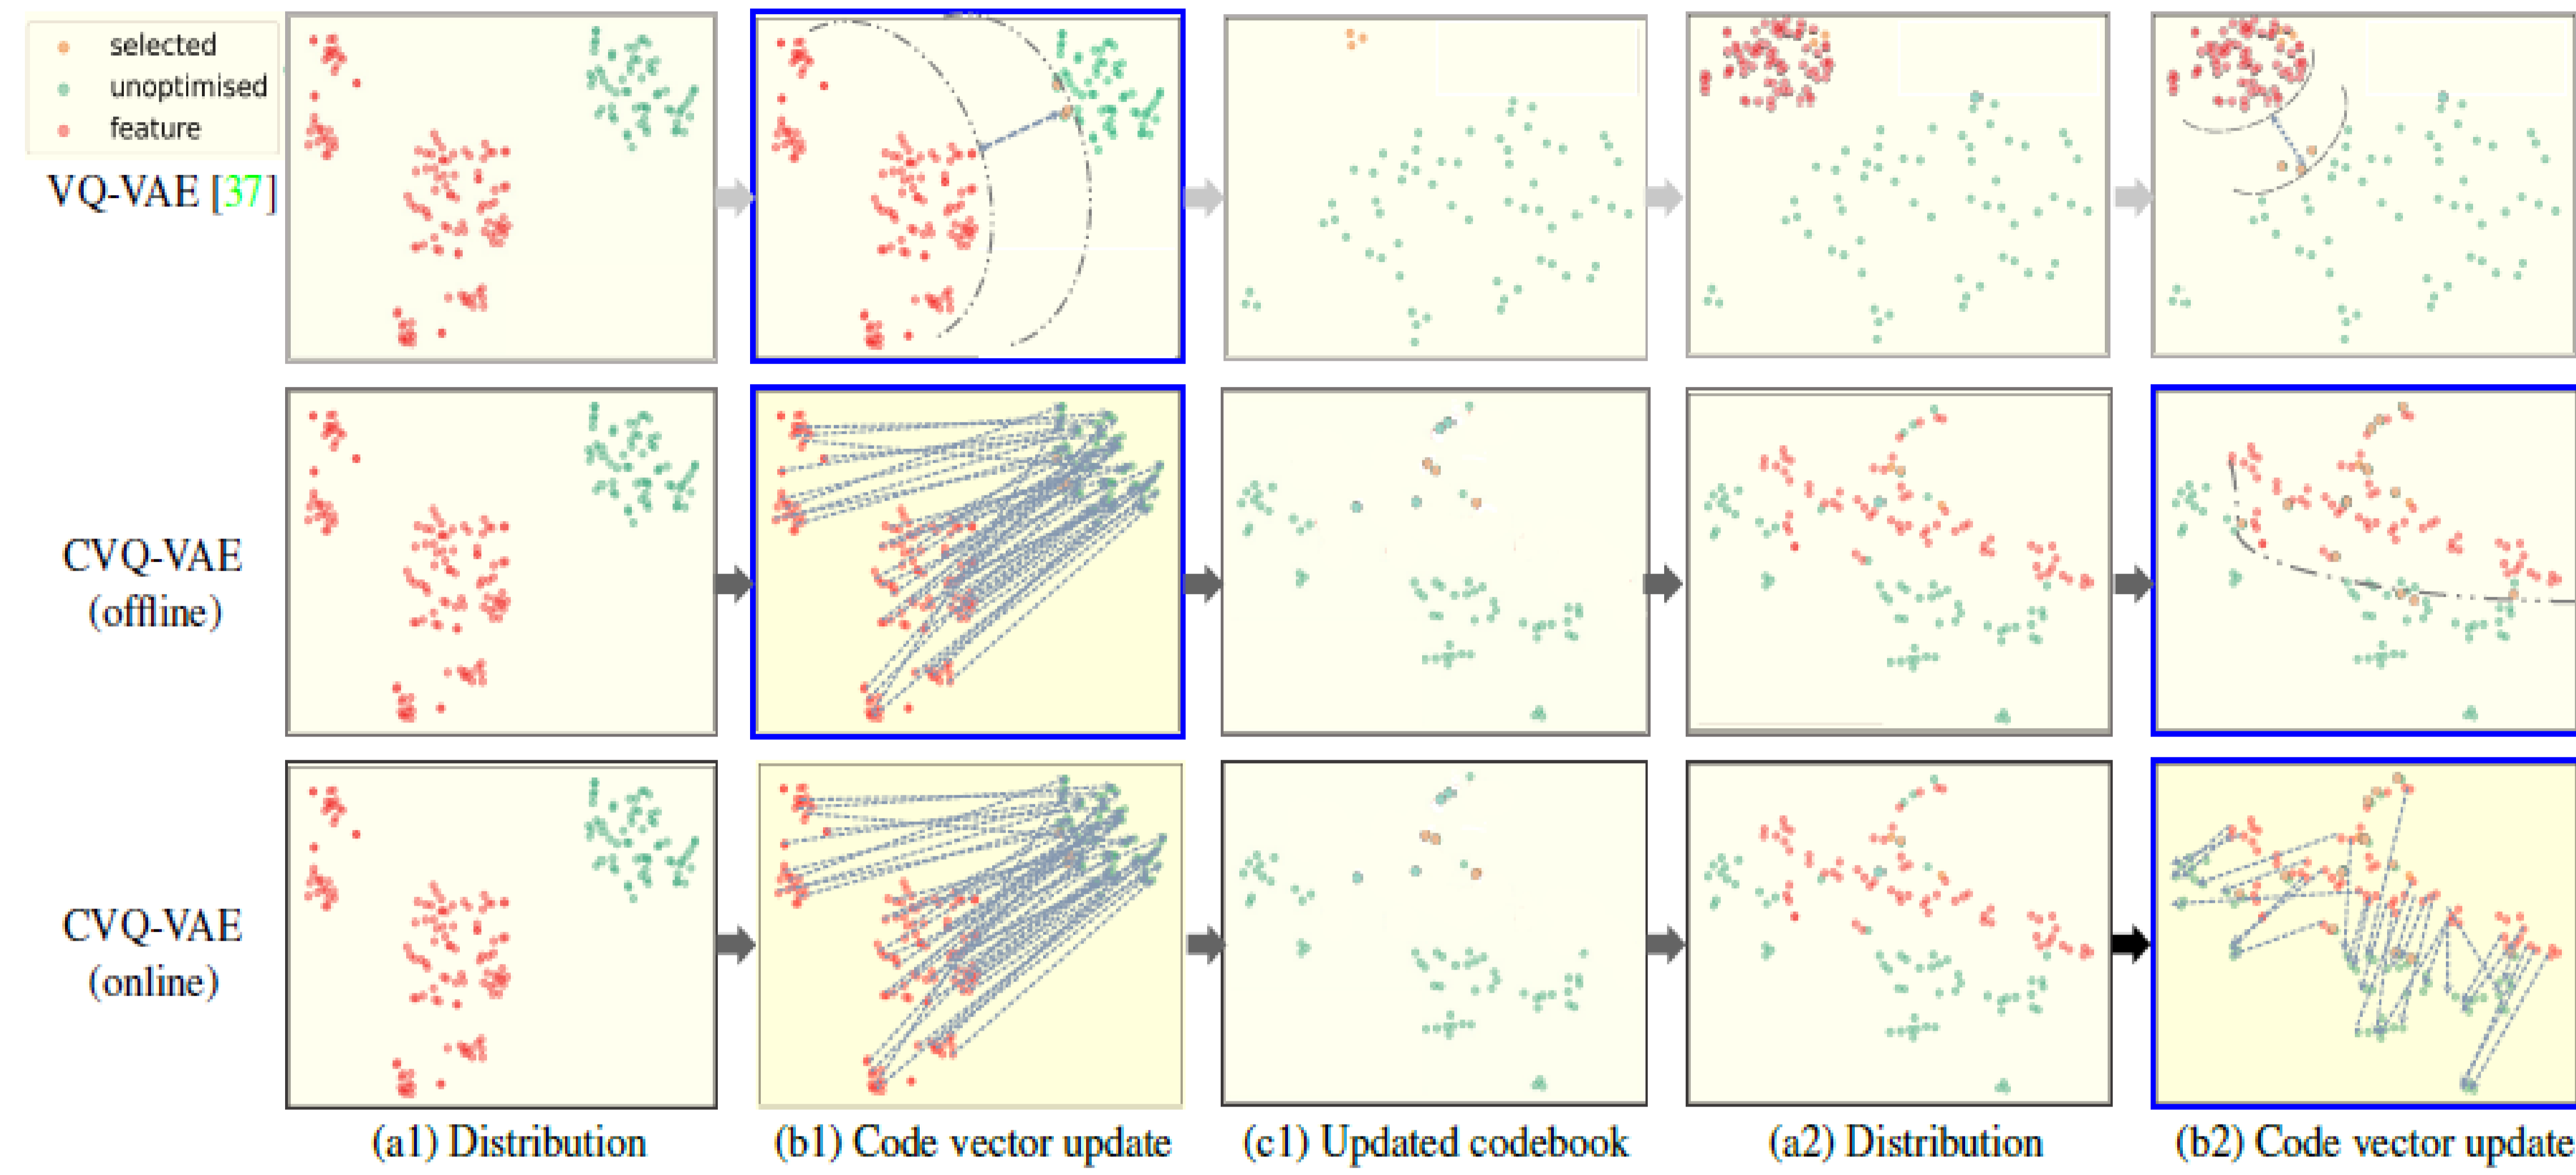 selected
unoptimised
feature
VQ-VAE [37]
CVQ-VAE
(offline)
CVQ-VAE
(online)
(a1) Distribution
(b1) Code vector update
(c1) Updated codebook
(a2) Distribution
(b2) Code vector update